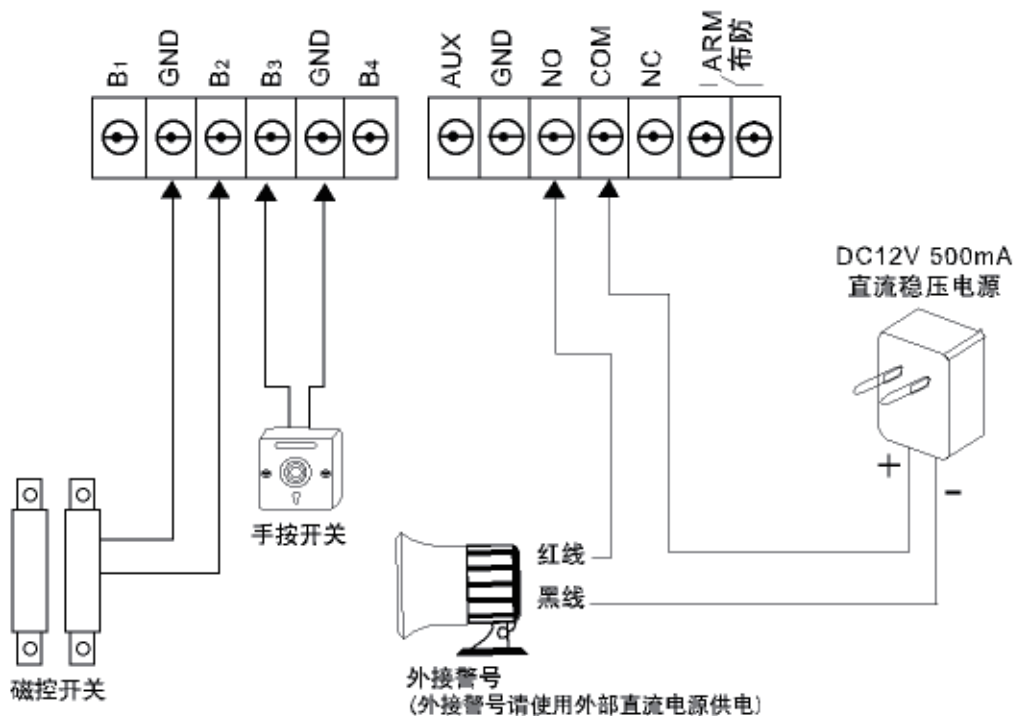 B1
GND
B2
B3
GND
B4
AUX
GND
NO
COM
NC
ARM
布防
DC12V 500mA
直流稳压电源
+
-
手按开关
红线
黑线
磁控开关
外接警号
(外接警号请使用外部直流电源供电)